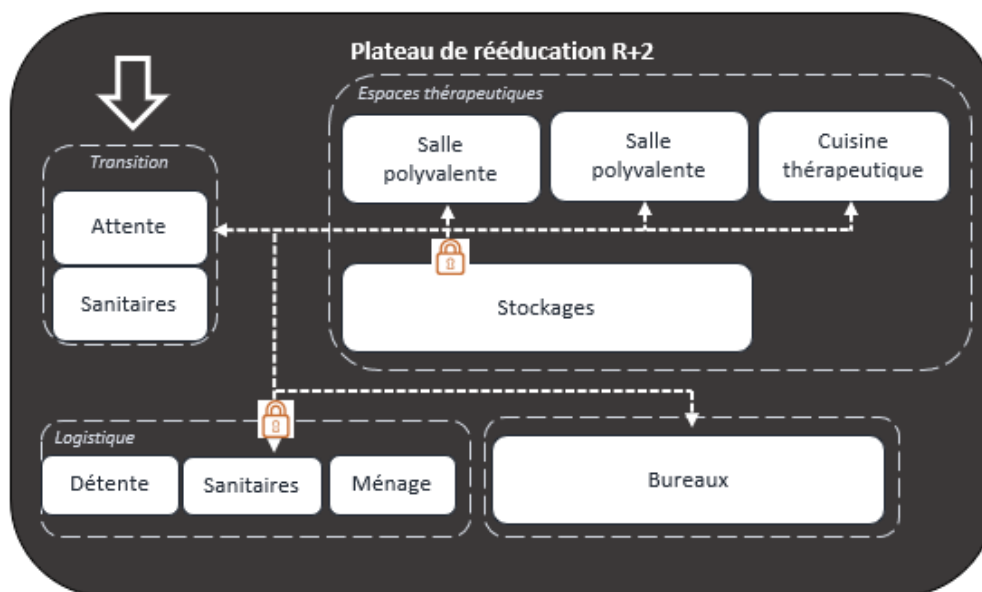 Plateau de rééducation R+2
Espaces thérapeutiques
Salle
polyvalente
Salle
polyvalente
Cuisine
thérapeutique
Transition
Attente
Sanitaires
Stockages
Logistique
Détente
Sanitaires
Ménage
Bureaux